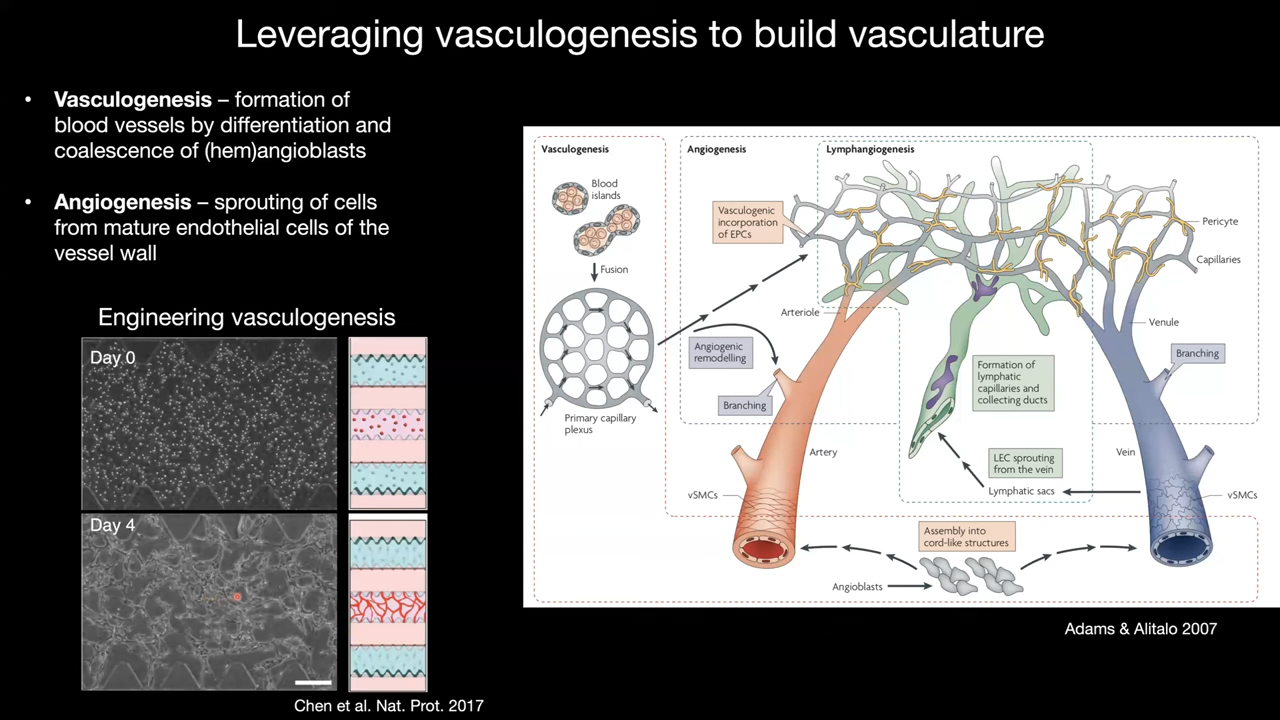 Leveraging vasculogenesis to build vasculature
• Vasculogenesis – formation of
blood vessels by differentiation and
coalescence of (hem)angioblasts
• Angiogenesis – sprouting of cells
from mature endothelial cells of the
vessel wall
Engineering vasculogenesis
Day 0
Day 4
Chen et al. Nat. Prot. 2017
Vasculogenesis
Blood
islands
Fusion
Primary capillary
plexus
Angiogenesis
Vasculogenic
incorporation
of EPCs
Arteriole
Angiogenic
remodelling
Branching
Artery
vSMCs
Lymphangiogenesis
Pericyte
Capillaries
Venule
Branching
Formation of
lymphatic
capillaries and
collecting ducts
Vein
LEC sprouting
from the vein
Lymphatic sacs
vSMCs
Assembly into
cord-like structures
Angioblasts
Adams & Alitalo 2007